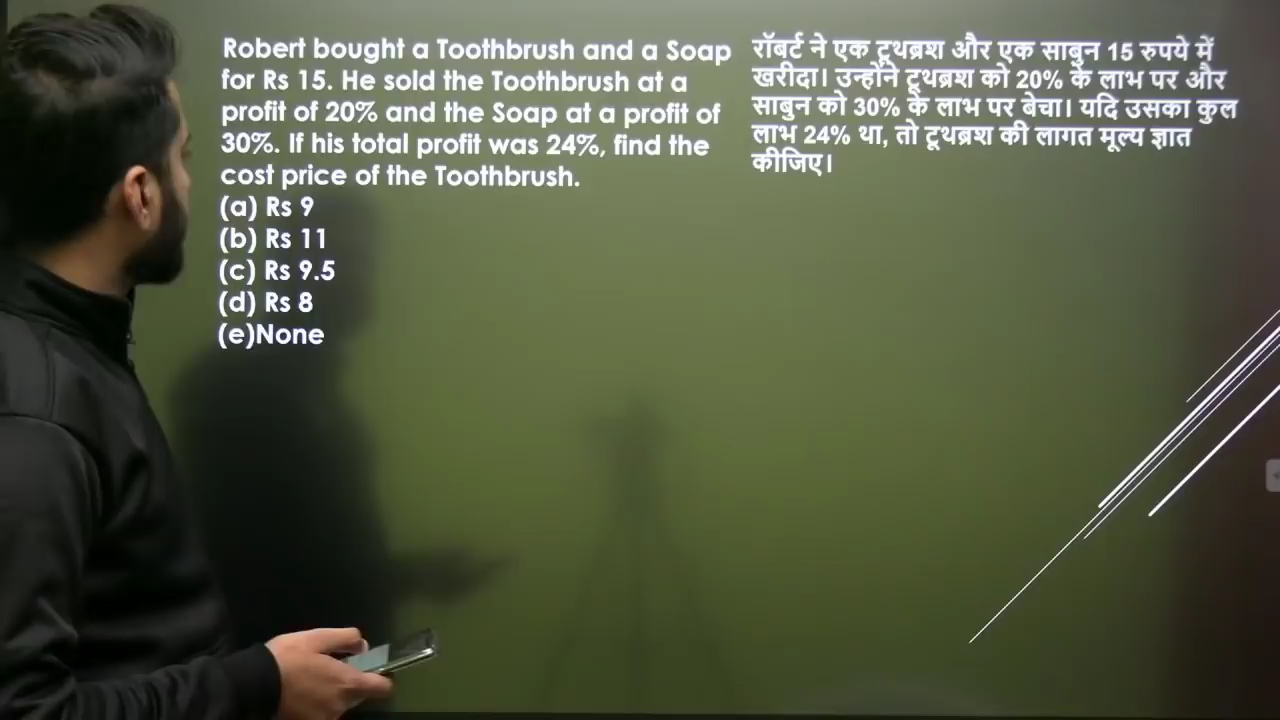 Robert bought a Toothbrush and a Soap
for Rs 15. He sold the Toothbrush at a
profit of 20% and the Soap at a profit of
30%. If his total profit was 24%, find the
cost price of the Toothbrush.
(a) Rs 9
(b) Rs 11
(c) Rs 9.5
(d) Rs 8
(e)None
रॉबर्ट ने एक टूथब्रश और एक साबुन 15 रुपये में
खरीदा। उन्होंने टूथब्रश को 20% के लाभ पर और
साबुन को 30% के लाभ पर बेचा। यदि उसका कुल
लाभ 24% था, तो टूथब्रश की लागत मूल्य ज्ञात
कीजिए।